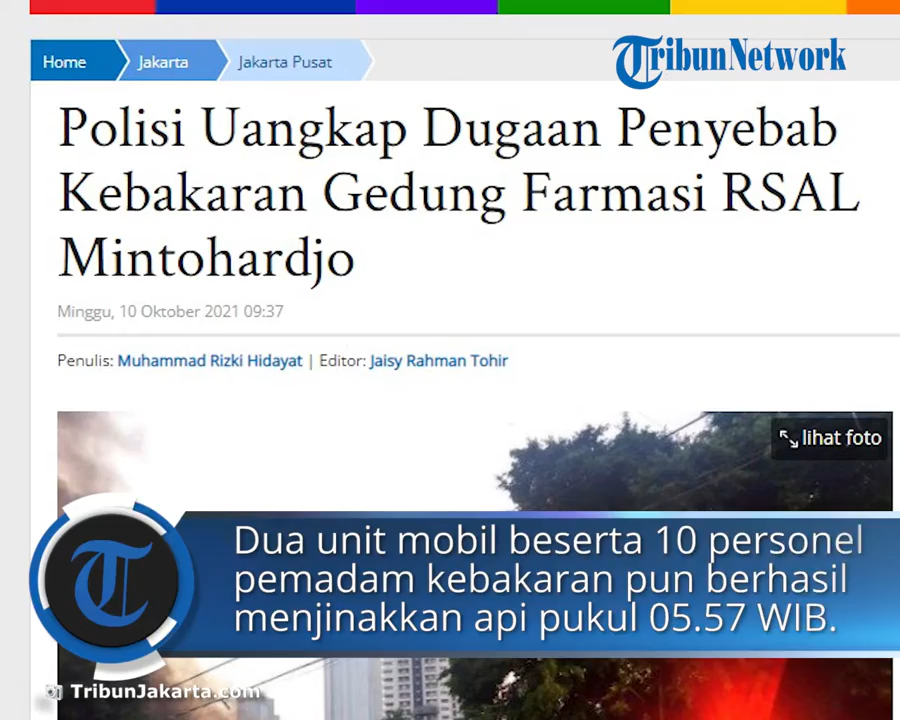 Home
Jakarta
Jakarta Pusat
TribunNetwork
Polisi Uangkap Dugaan Penyebab
Kebakaran Gedung Farmasi RSAL
Mintohardjo
Minggu, 10 Oktober 2021 09:37
Penulis: Muhammad Rizki Hidayat | Editor: Jaisy Rahman Tohir
lihat foto
T
Dua unit mobil beserta 10 personel
pemadam kebakaran pun berhasil
menjinakkan api pukul 05.57 WIB.
TribunJakarta.com